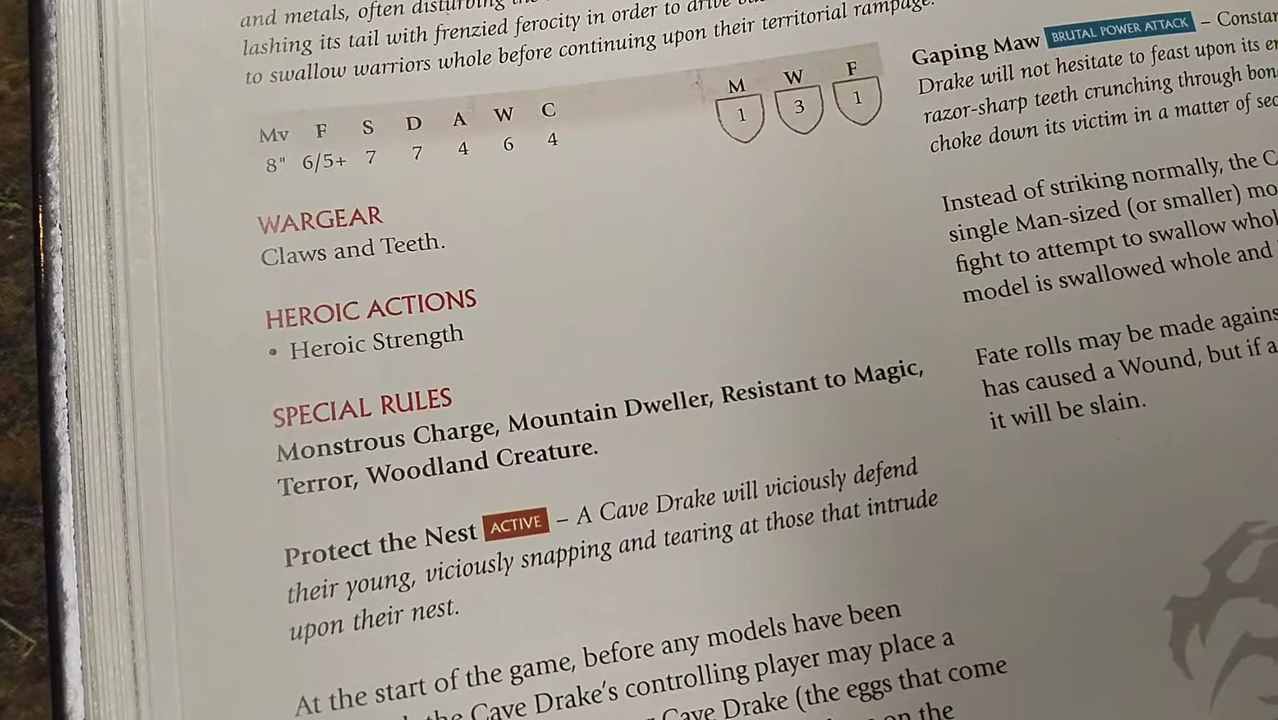 and metals, often disturbing the
lashing its tail with frenzied ferocity in order to drive
to swallow warriors whole before continuing upon their territorial rampage.
Mv F S D A W C
8" 6/5+ 7 7 4 6 4
M W F
1 3 1
WARGEAR
Claws and Teeth.
HEROIC ACTIONS
• Heroic Strength
SPECIAL RULES
Monstrous Charge, Mountain Dweller, Resistant to Magic,
Terror, Woodland Creature.
Protect the Nest ACTIVE – A Cave Drake will viciously defend
their young, viciously snapping and tearing at those that intrude
upon their nest.
At the start of the game, before any models have been
the Cave Drake's controlling player may place a
Cave Drake (the eggs that come
on the
Gaping Maw BRUTAL POWER ATTACK – Constan
Drake will not hesitate to feast upon its en
razor-sharp teeth crunching through bon
choke down its victim in a matter of sec
Instead of striking normally, the C
single Man-sized (or smaller) mo
fight to attempt to swallow whol
model is swallowed whole and
Fate rolls may be made agains
has caused a Wound, but if a
it will be slain.